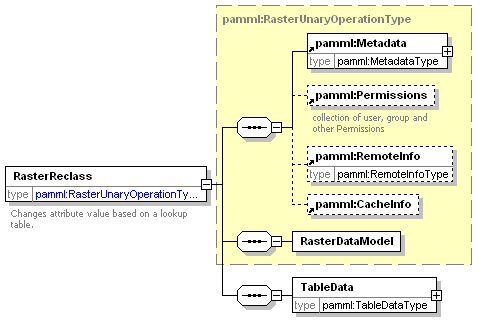 pamml:RasterUnaryOperationType
pamml:Metadata
type pamml:MetadataType
pamml:Permissions
collection of user, group and
other Permissions
pamml:RemoteInfo
type pamml:RemoteInfoType
pamml:CacheInfo
RasterReclass
type pamml:RasterUnaryOperationTy...
Changes attribute value based on a lookup
table.
RasterDataModel
TableData
type pamml:TableDataType